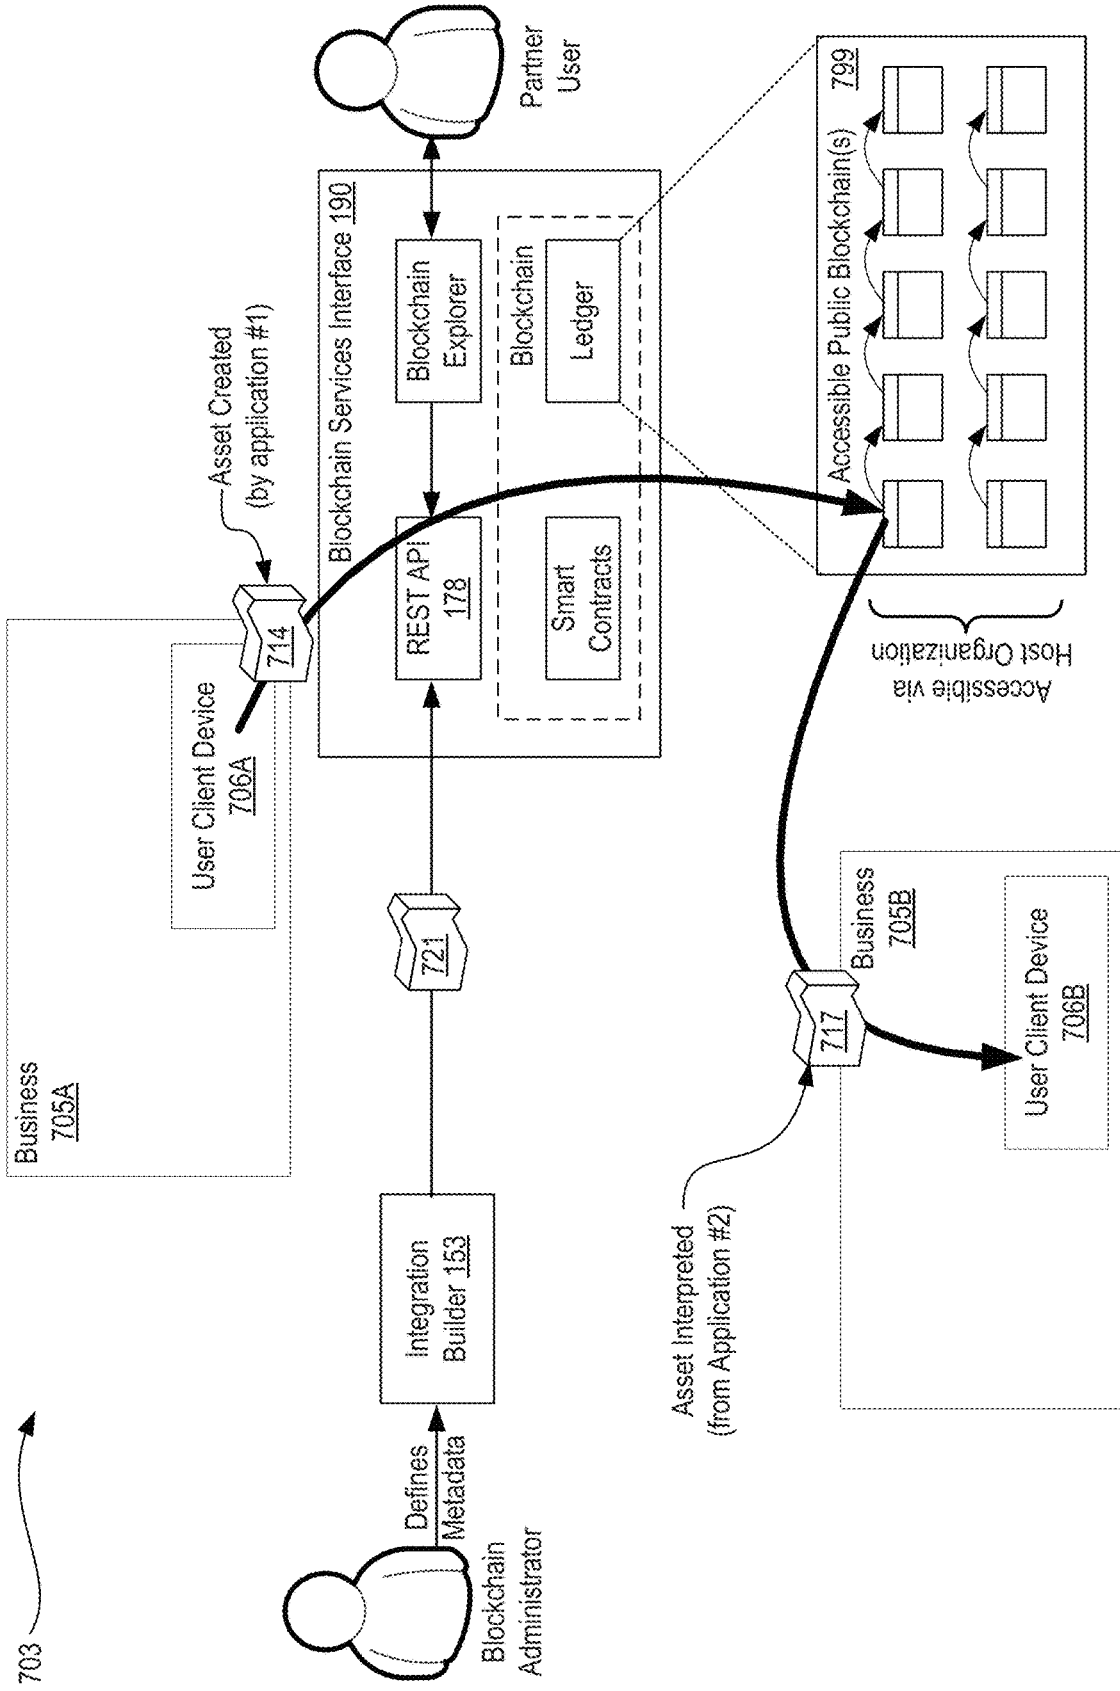 703
Business
705A
User Client Device
706A
714
Asset Created
(by application #1)
Blockchain
Administrator
Defines
Metadata
Integration
Builder 153
721
Blockchain Services Interface 190
REST API
178
Blockchain
Explorer
Smart
Contracts
Blockchain
Ledger
Partner
User
Asset Interpreted
(from Application #2)
717
Business
705B
User Client Device
706B
Accessible via
Host Organization
Accessible Public Blockchain(s)
799